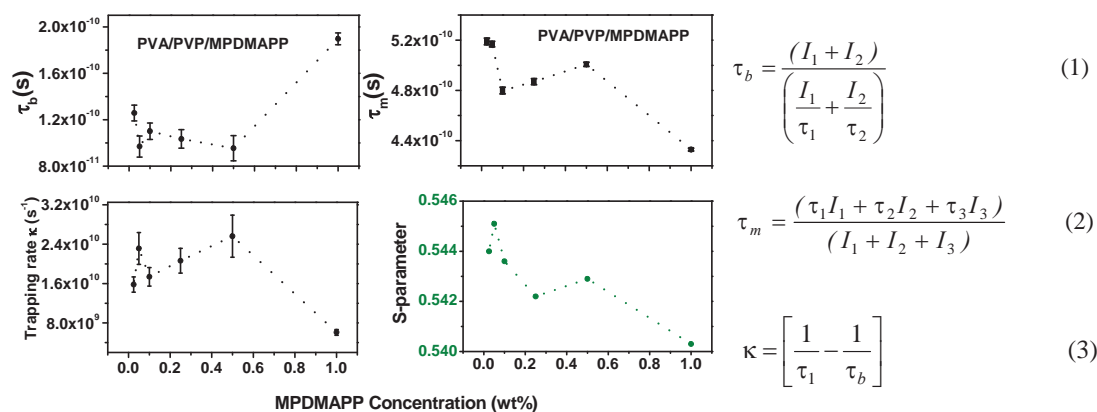 2.0x10⁻¹⁰
1.6x10⁻¹⁰
1.2x10⁻¹⁰
8.0x10⁻¹¹
τb(s)
PVA/PVP/MPDMAPP
5.2x10⁻¹⁰
4.8x10⁻¹⁰
4.4x10⁻¹⁰
τm(s)
PVA/PVP/MPDMAPP
τb = (I1 + I2) / (I1/τ1 + I2/τ2) (1)
3.2x10¹⁰
2.4x10¹⁰
1.6x10¹⁰
8.0x10⁹
Trapping rate κ (s⁻¹)
0.0 0.2 0.4 0.6 0.8 1.0
0.546
0.544
0.542
0.540
S-parameter
0.0 0.2 0.4 0.6 0.8 1.0
MPDMAPP Concentration (wt%)
τm = (τ1I1 + τ2I2 + τ3I3) / (I1 + I2 + I3) (2)
κ = [1/τ1 − 1/τb] (3)